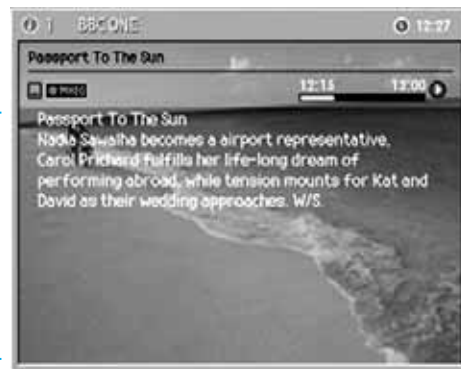 1 BBC ONE 12:27
Passport To The Sun
12:15 13:00
Passport To The Sun
Nadia Sawalha becomes a airport representative,
Carol Prichard fulfills her life-long dream of
performing abroad, while tension mounts for Kat and
David as their wedding approaches. W/S.